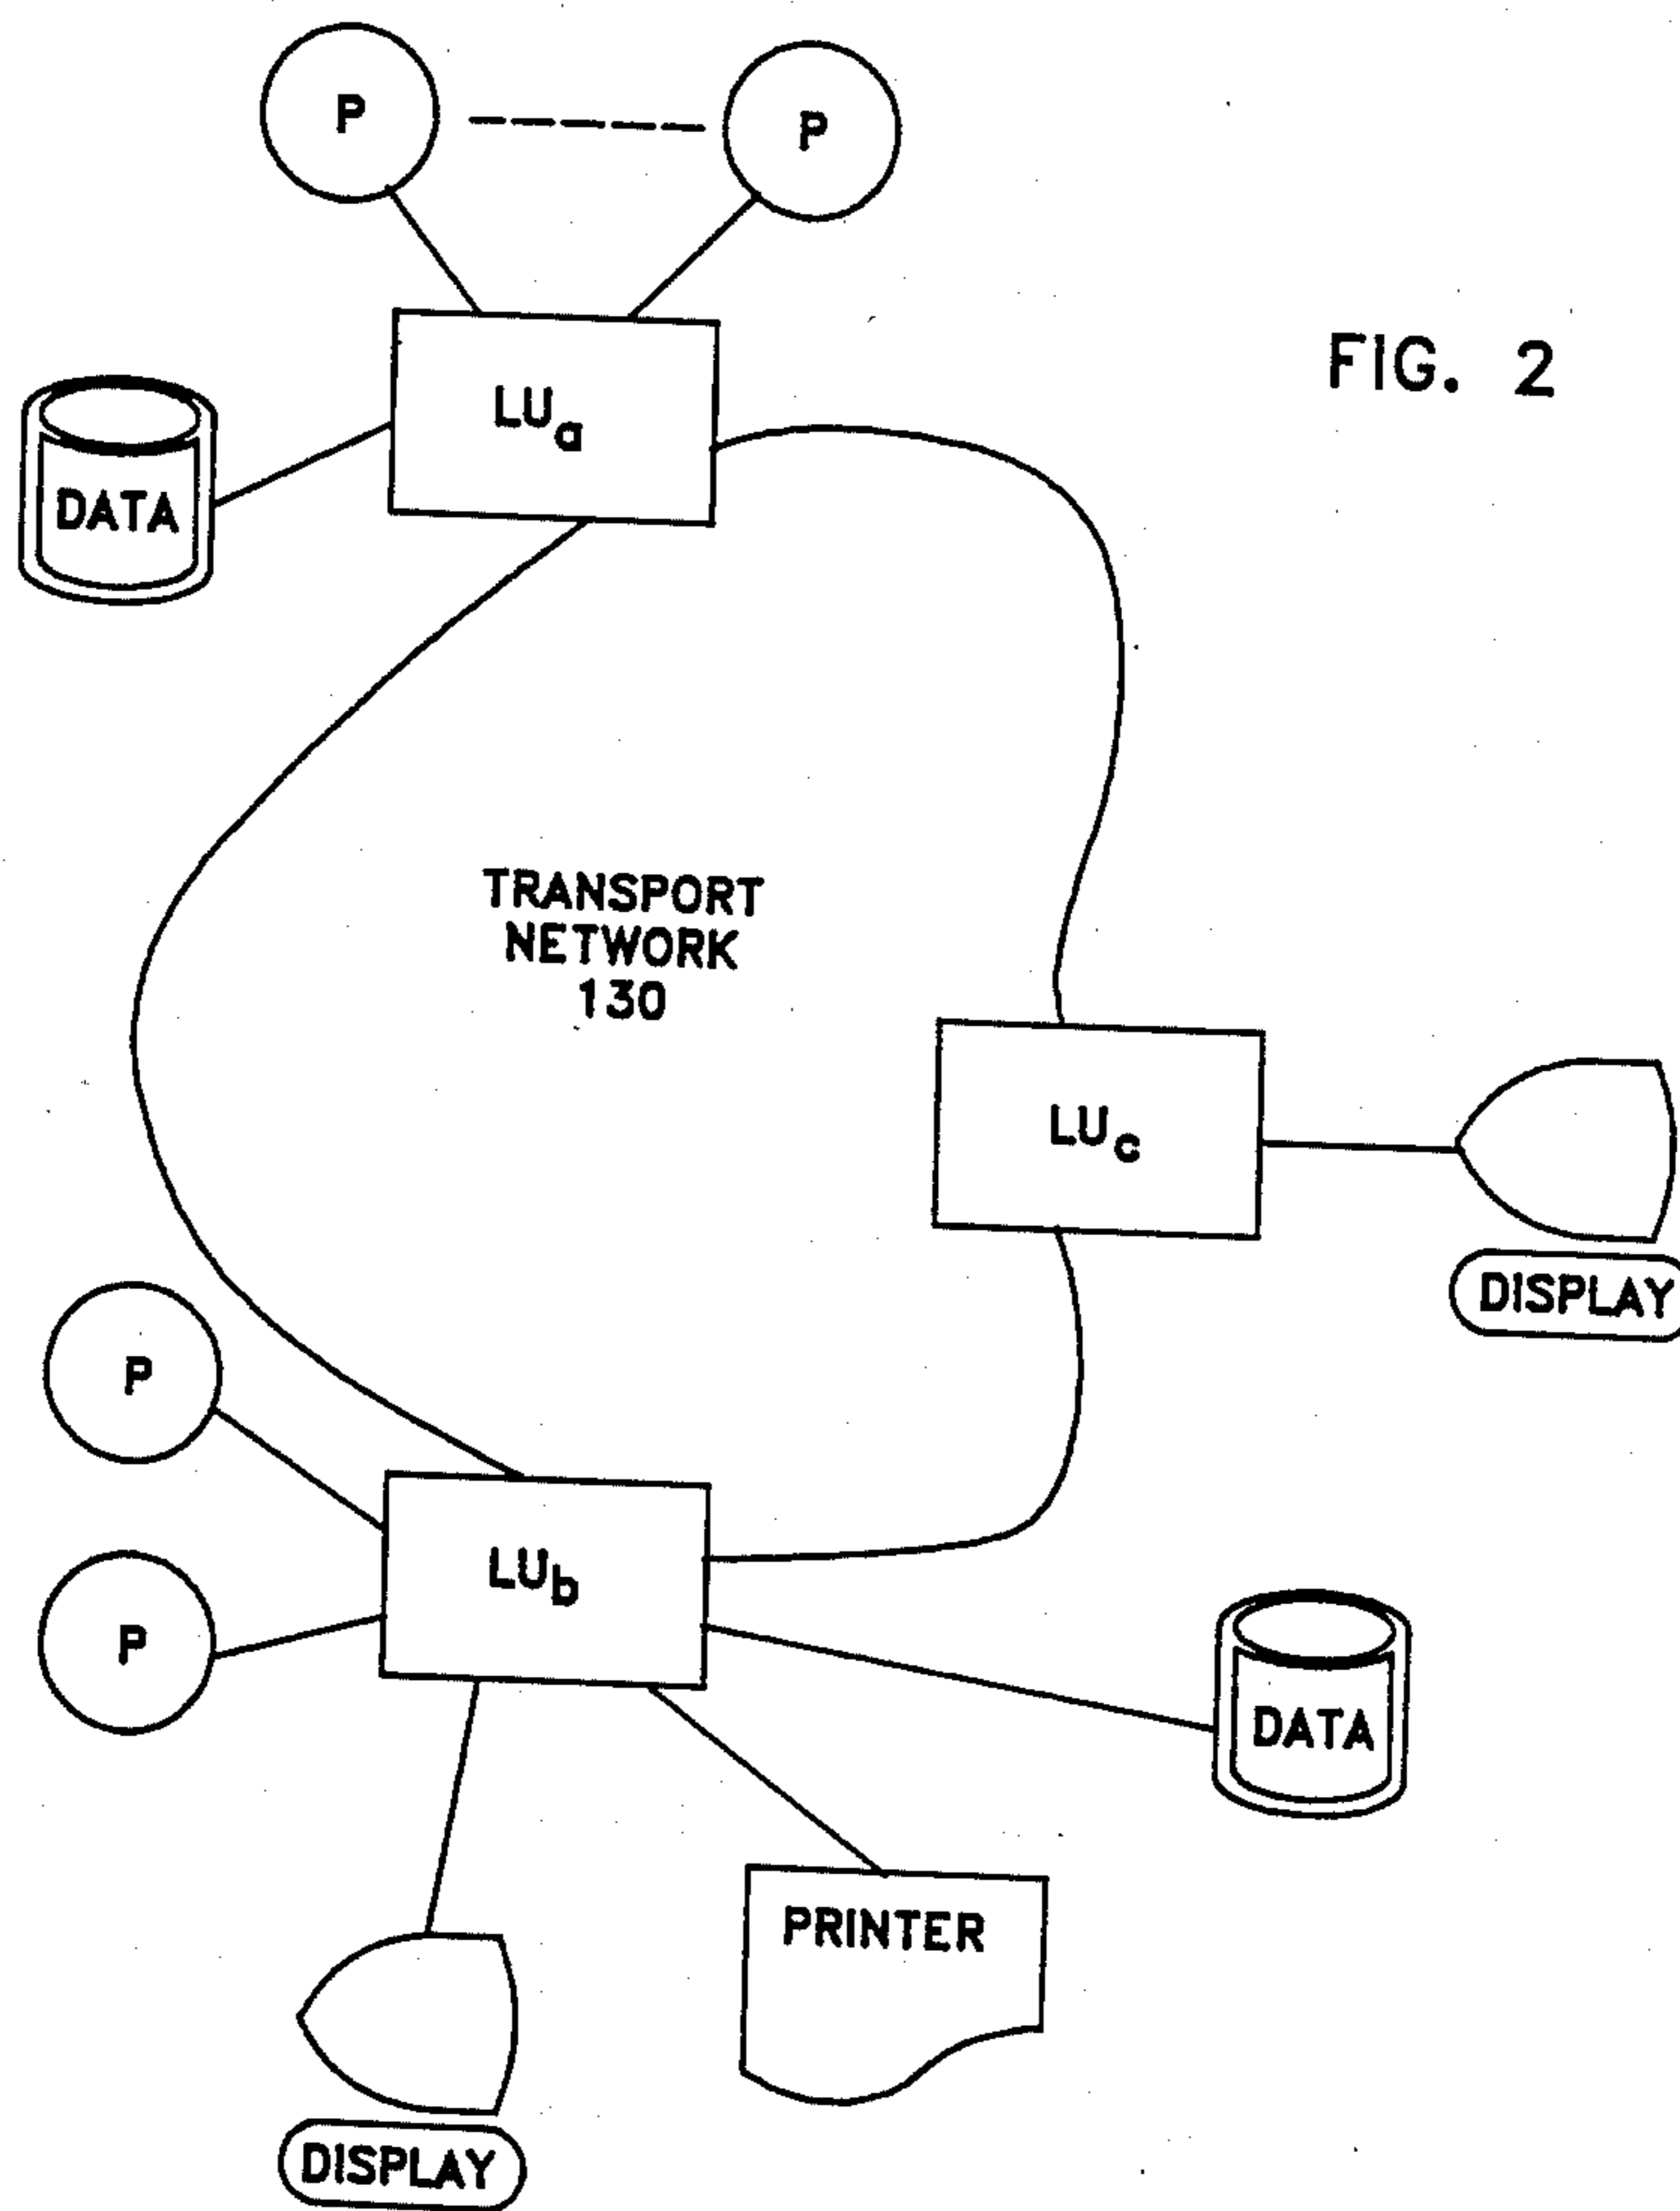 P
P
FIG. 2
LUa
DATA
TRANSPORT
NETWORK
130
LUc
DISPLAY
P
LUb
P
DATA
PRINTER
DISPLAY